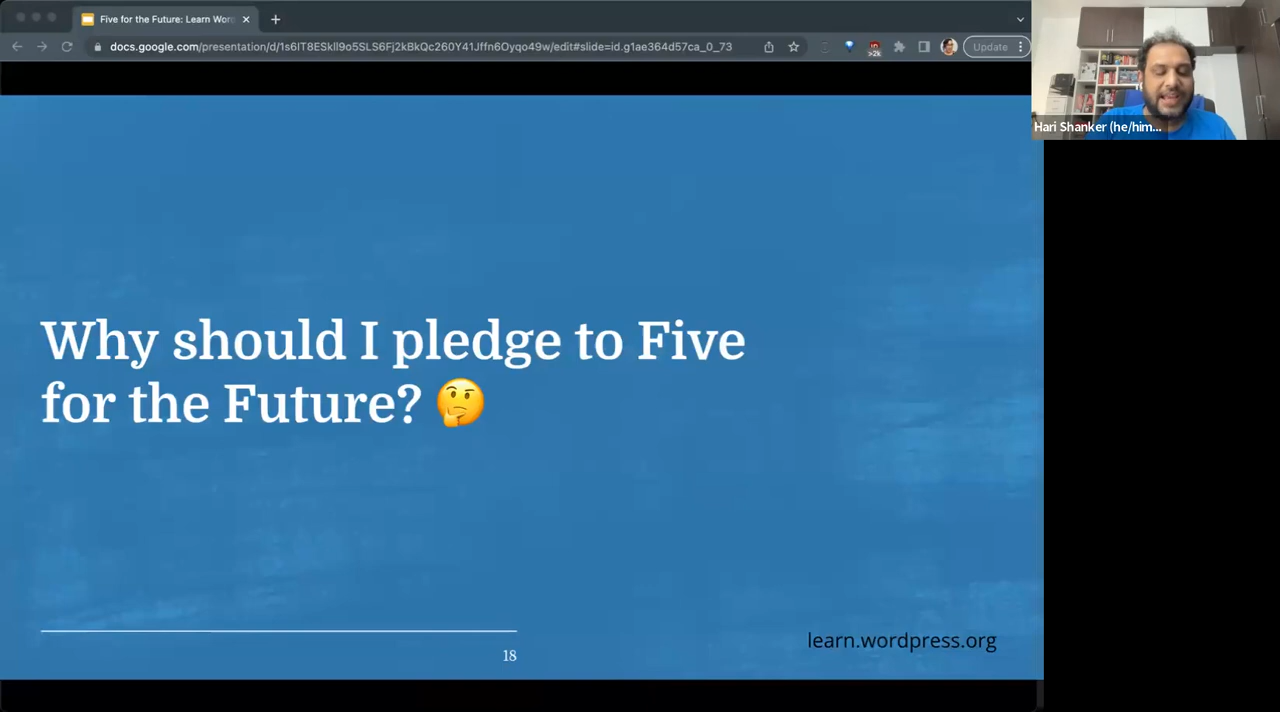 Five for the Future: Learn Wor
docs.google.com/presentation/d/1s6IT8ESkIl9o5SLS6Fj2kBkQc260Y41Jffn6Oyqo49w/edit#slide=id.g1ae364d57ca_0_73
>2k
Update
Hari Shanker (he/him...
Why should I pledge to Five
for the Future? 🤔
18
learn.wordpress.org